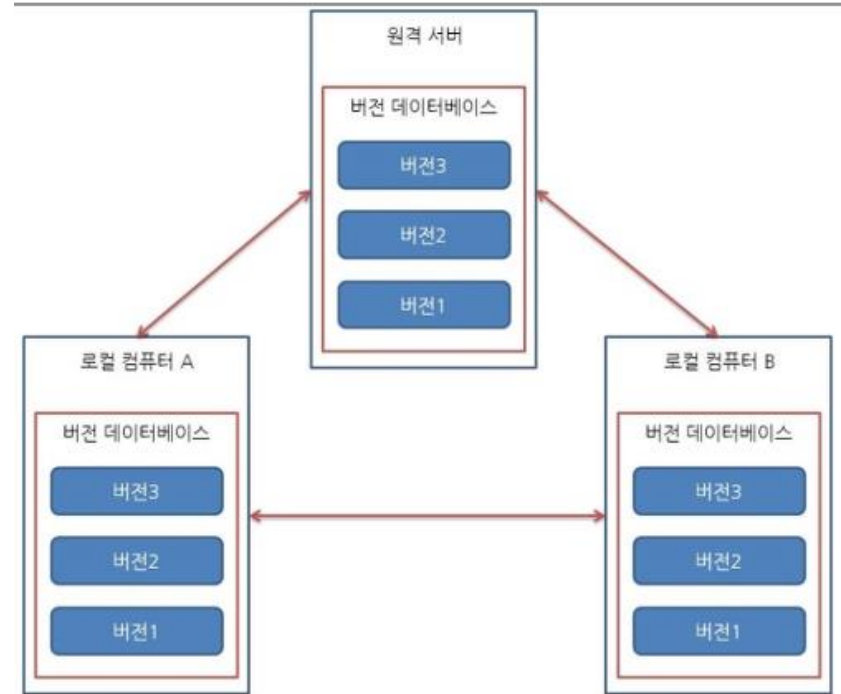 원격 서버
버전 데이터베이스
버전3
버전2
버전1
로컬 컴퓨터 A
버전 데이터베이스
버전3
버전2
버전1
로컬 컴퓨터 B
버전 데이터베이스
버전3
버전2
버전1